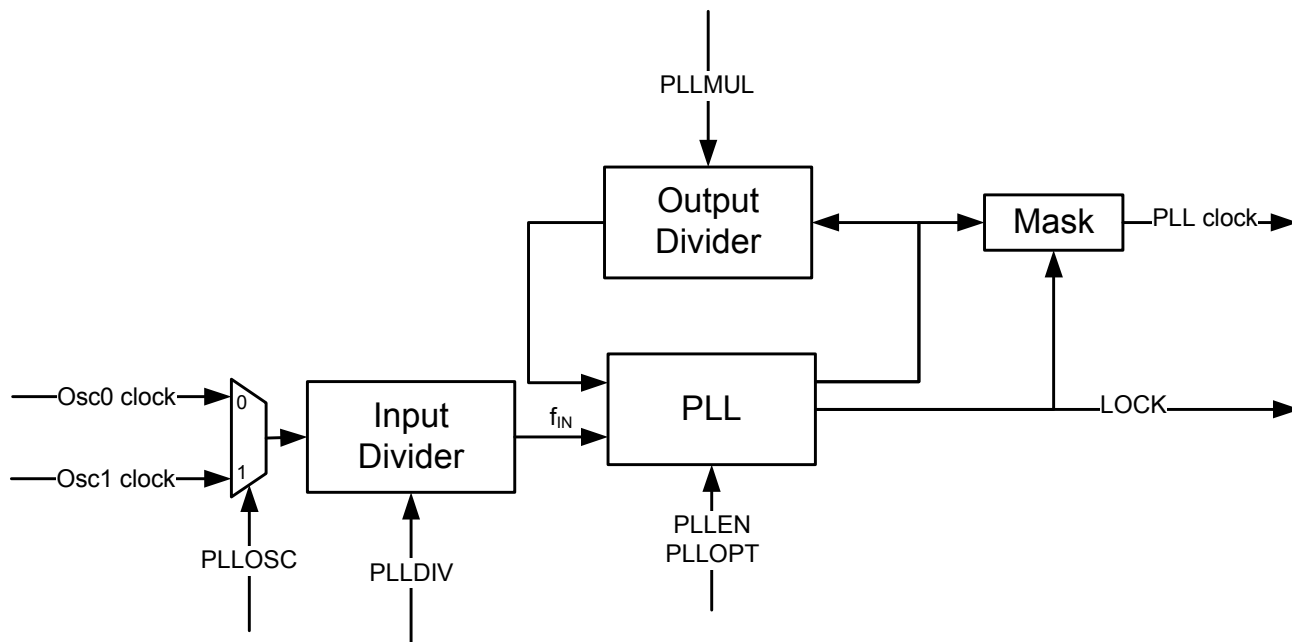 PLLMUL
Output
Divider
Mask
PLL clock
Osc0 clock
0
Input
Divider
fIN
PLL
LOCK
Osc1 clock
1
PLLOSC
PLLDIV
PLLEN
PLLOPT